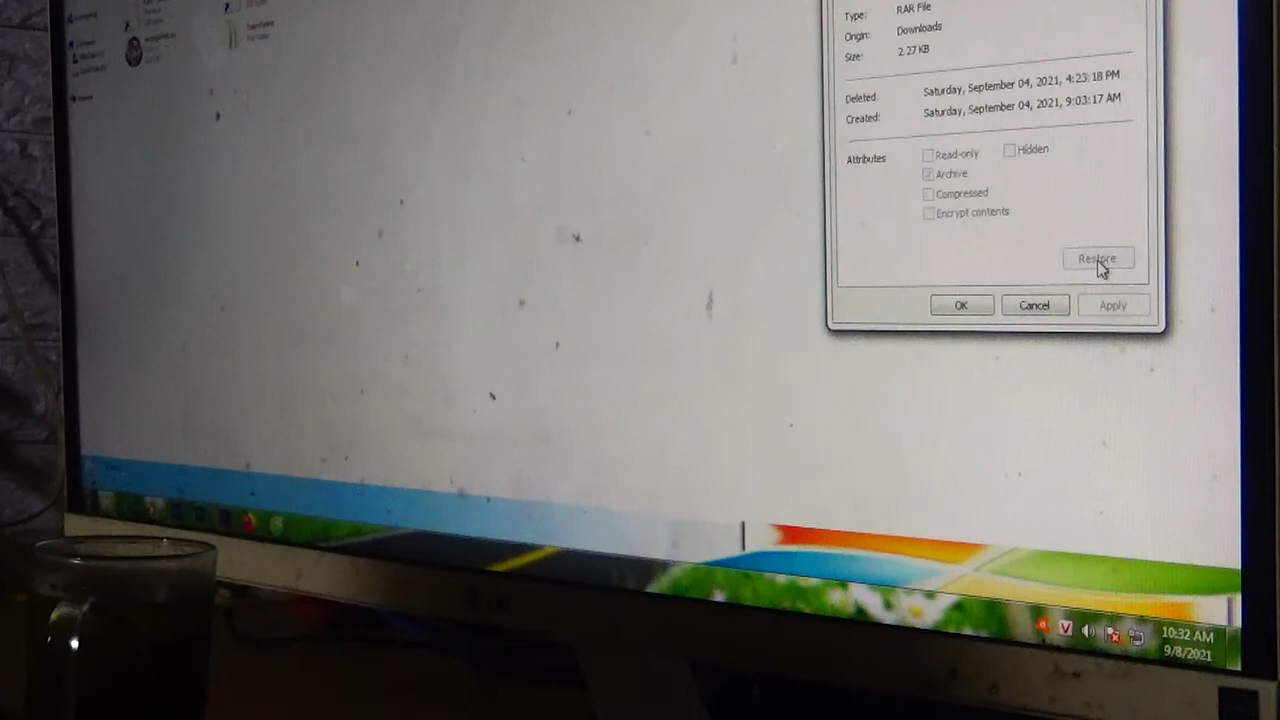 Type: RAR File
Origin: Downloads
Size: 2.27 KB
Deleted: Saturday, September 04, 2021, 4:23:18 PM
Created: Saturday, September 04, 2021, 9:03:17 AM
Attributes
Read-only
Hidden
Archive
Compressed
Encrypt contents
Restore
OK
Cancel
Apply
V
10:32 AM
9/8/2021